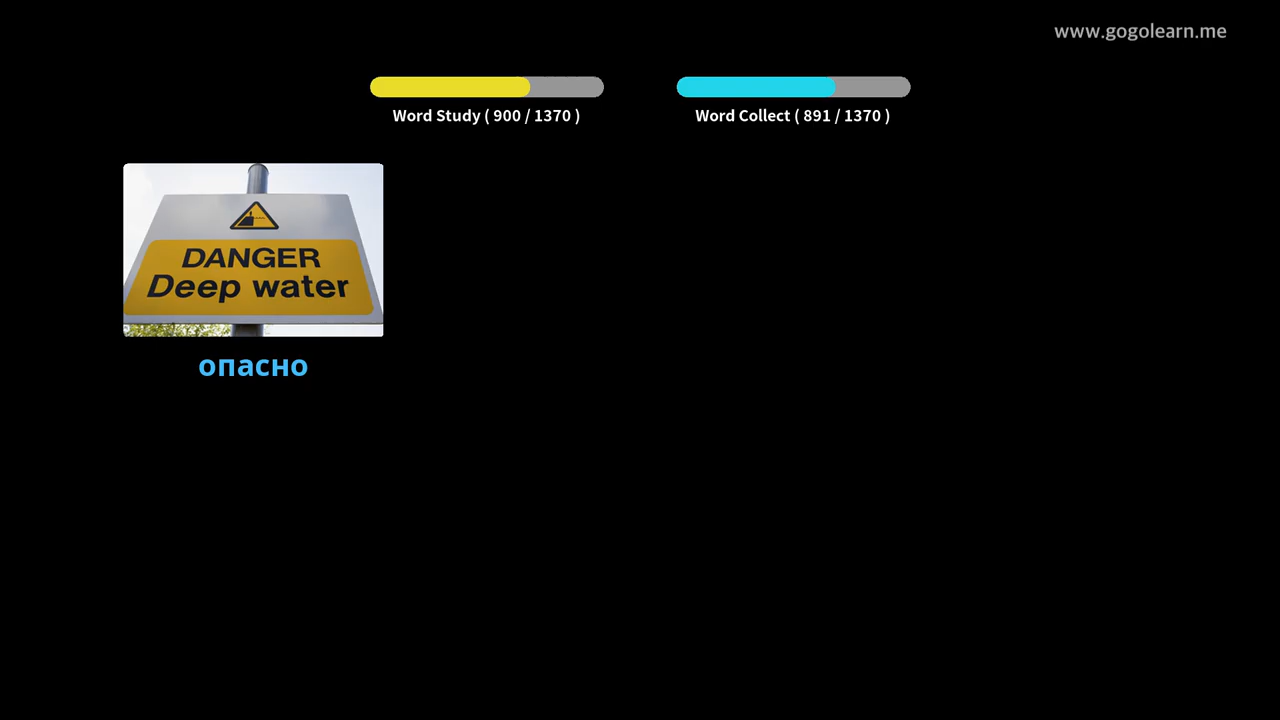 www.gogolearn.me
Word Study ( 900 / 1370 )
Word Collect ( 891 / 1370 )
DANGER
Deep water
опасно